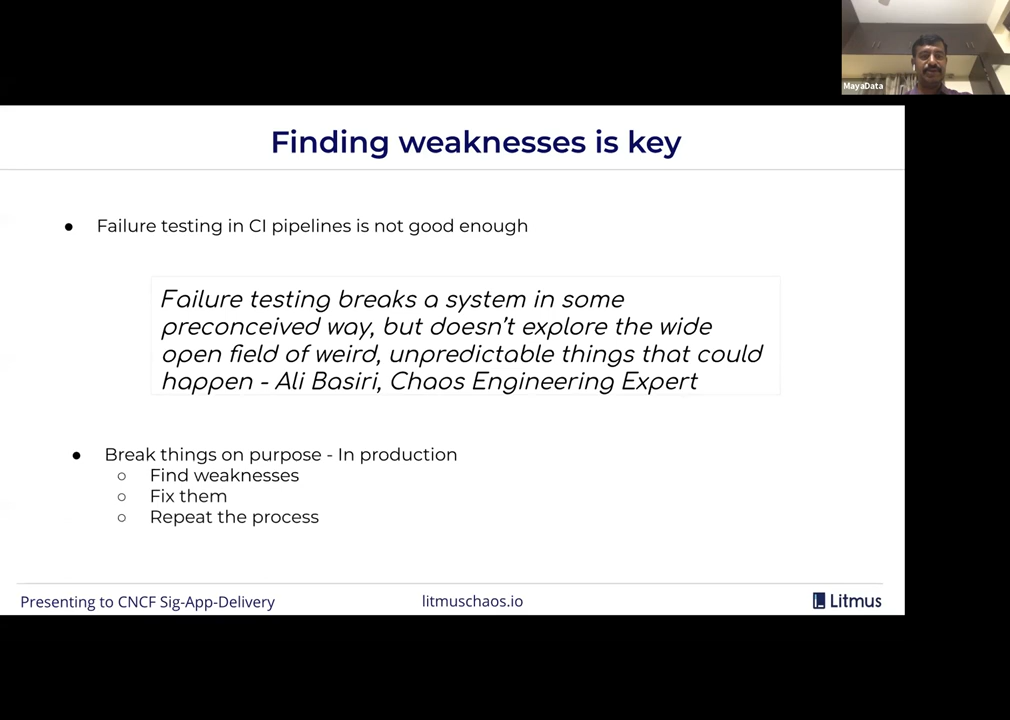 MayaData
Finding weaknesses is key
● Failure testing in CI pipelines is not good enough
Failure testing breaks a system in some
preconceived way, but doesn't explore the wide
open field of weird, unpredictable things that could
happen - Ali Basiri, Chaos Engineering Expert
● Break things on purpose - In production
○ Find weaknesses
○ Fix them
○ Repeat the process
Presenting to CNCF Sig-App-Delivery
litmuschaos.io
Litmus